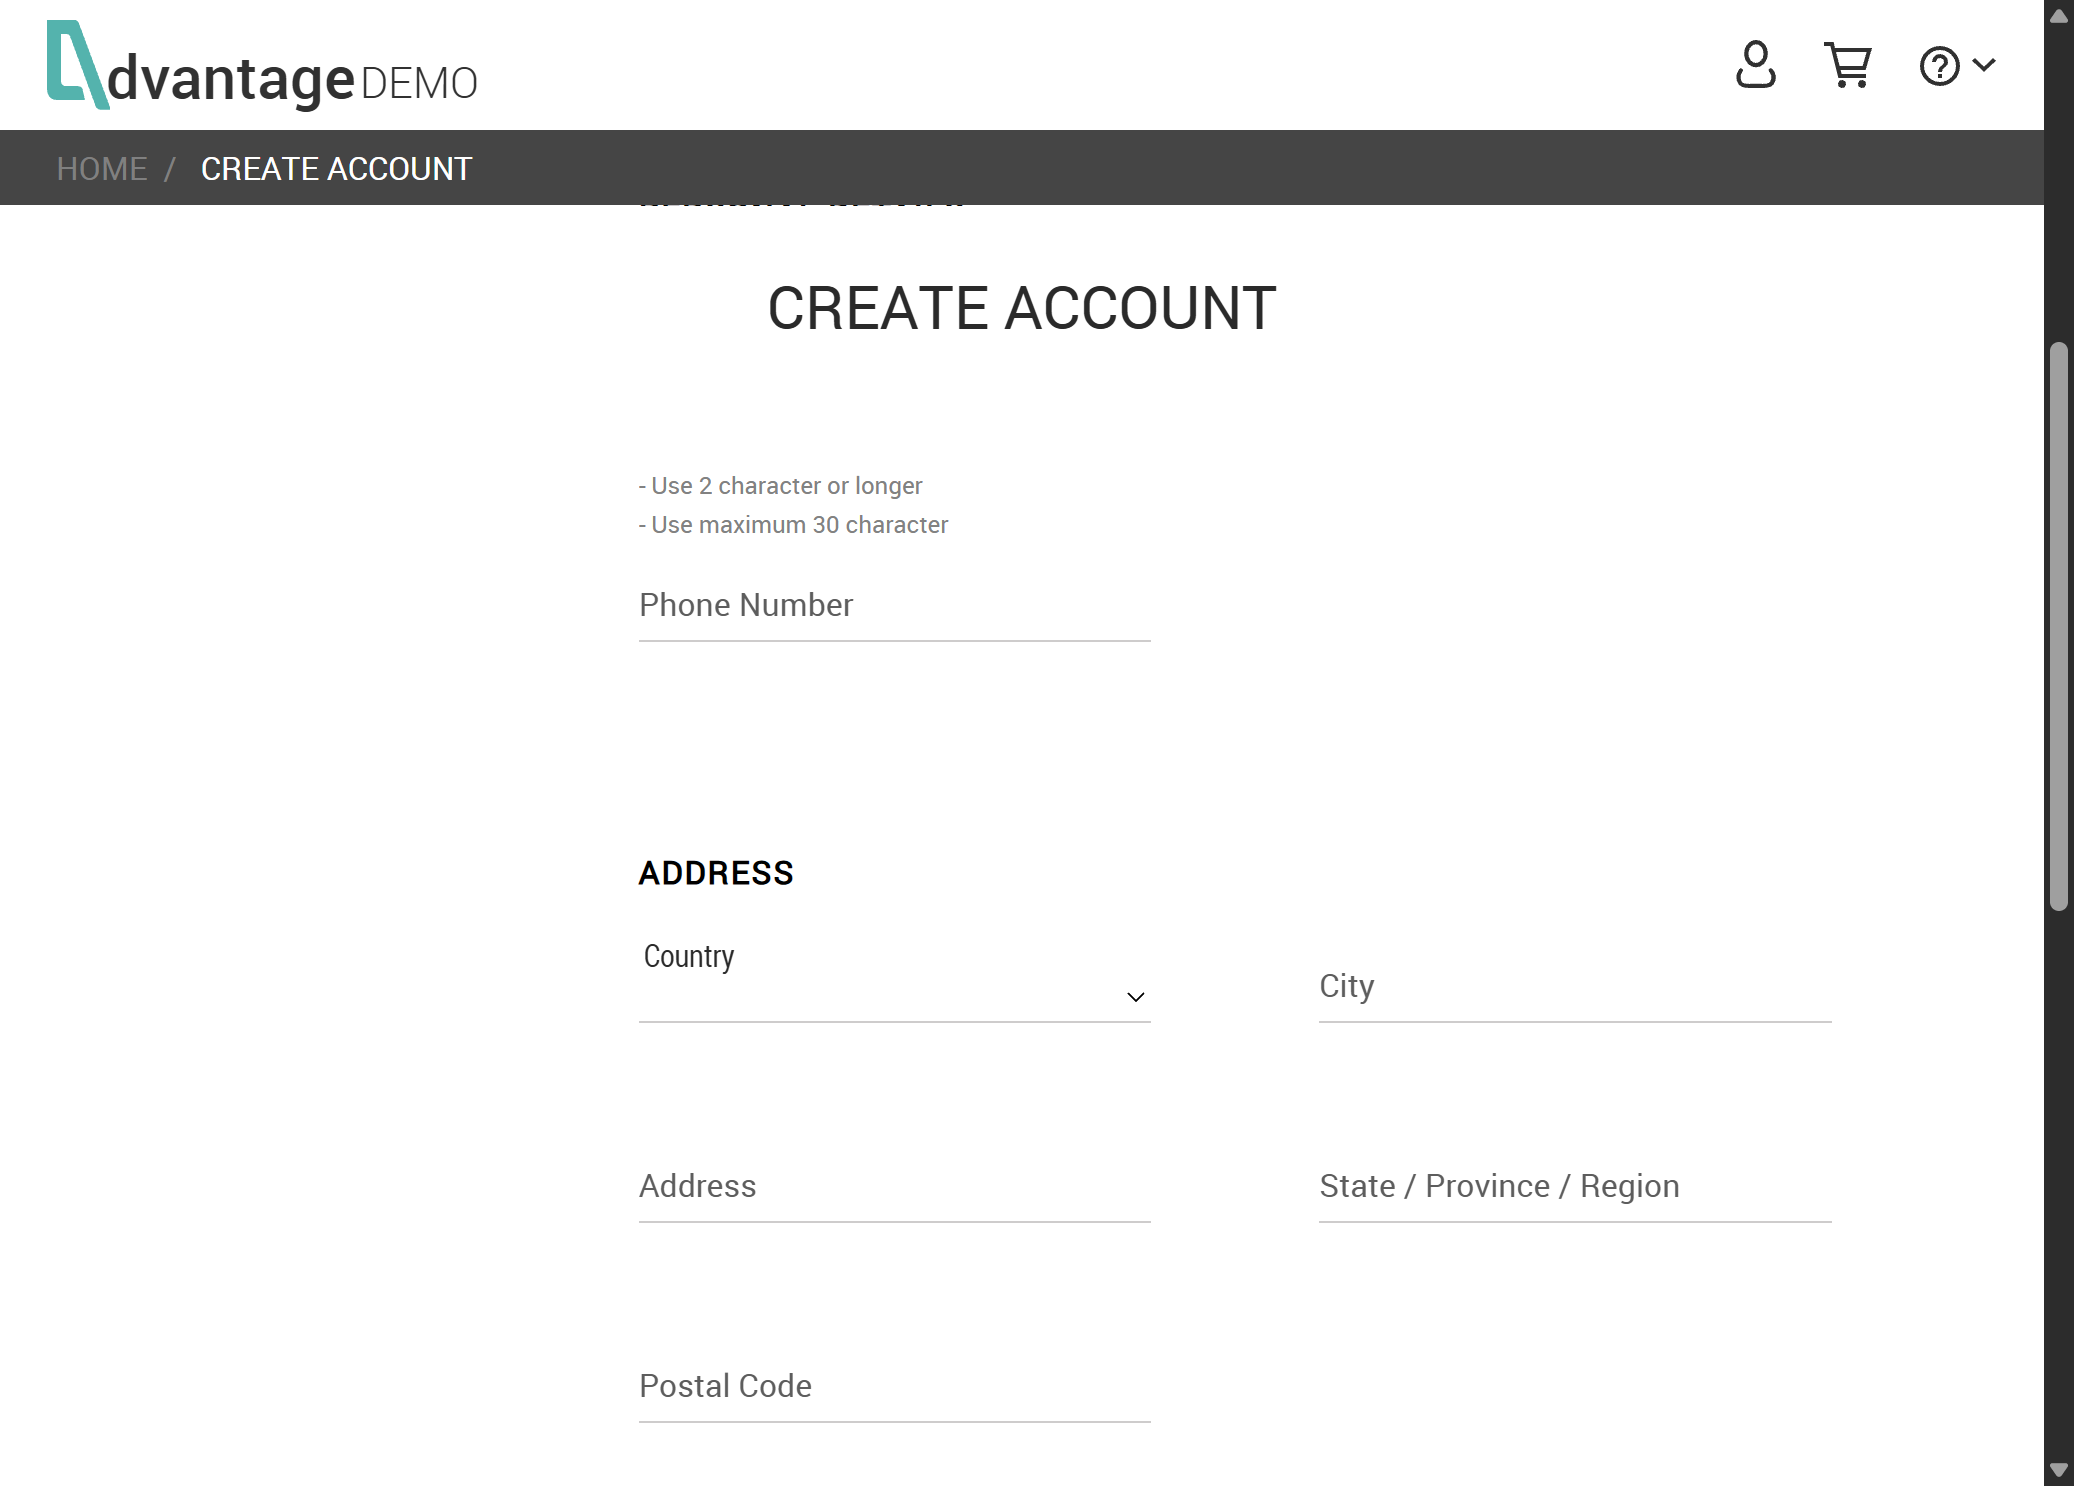 dvantage DEMO
HOME / CREATE ACCOUNT
CREATE ACCOUNT
- Use 2 character or longer
- Use maximum 30 character
Phone Number
ADDRESS
Country
City
Address
State / Province / Region
Postal Code